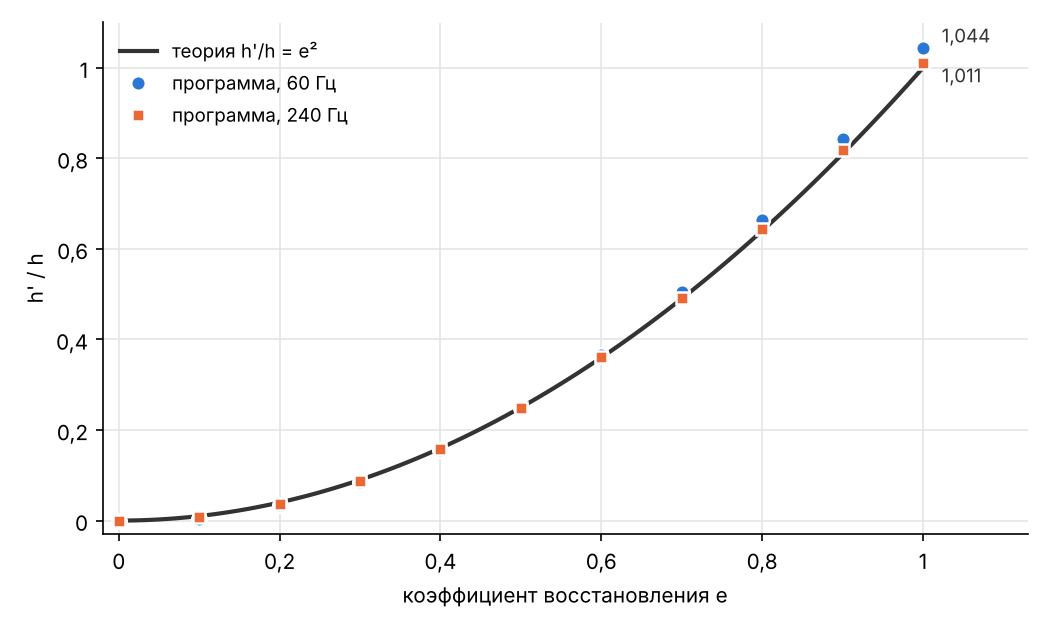 теория h'/h = e²
программа, 60 Гц
программа, 240 Гц
1,044
1,011
h' / h
1
0,8
0,6
0,4
0,2
0
0
0,2
0,4
0,6
0,8
1
коэффициент восстановления e